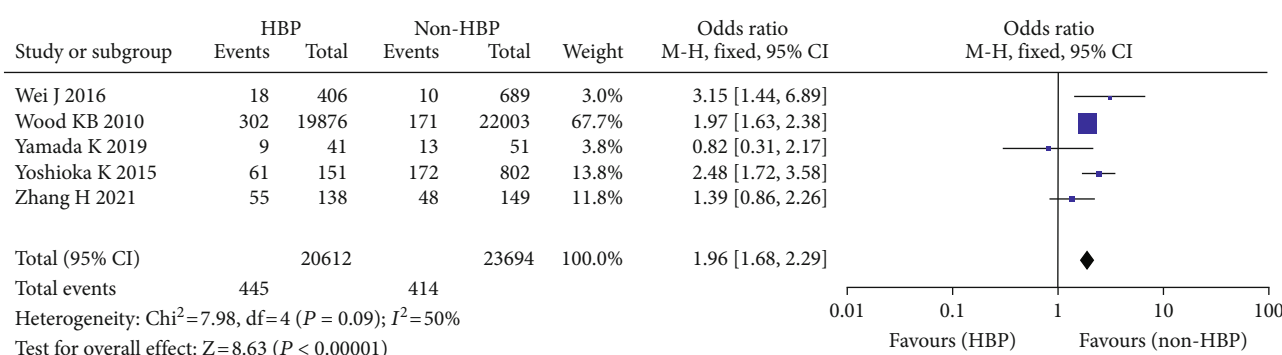 HBP Non-HBP Odds ratio Odds ratio
Study or subgroup Events Total Events Total Weight M-H, fixed, 95% CI M-H, fixed, 95% CI
Wei J 2016 18 406 10 689 3.0% 3.15 [1.44, 6.89]
Wood KB 2010 302 19876 171 22003 67.7% 1.97 [1.63, 2.38]
Yamada K 2019 9 41 13 51 3.8% 0.82 [0.31, 2.17]
Yoshioka K 2015 61 151 172 802 13.8% 2.48 [1.72, 3.58]
Zhang H 2021 55 138 48 149 11.8% 1.39 [0.86, 2.26]
Total (95% CI) 20612 23694 100.0% 1.96 [1.68, 2.29]
Total events 445 414
Heterogeneity: Chi²=7.98, df=4 (P = 0.09); I²=50%
Test for overall effect: Z=8.63 (P < 0.00001)
0.01 0.1 1 10 100
Favours (HBP) Favours (non-HBP)